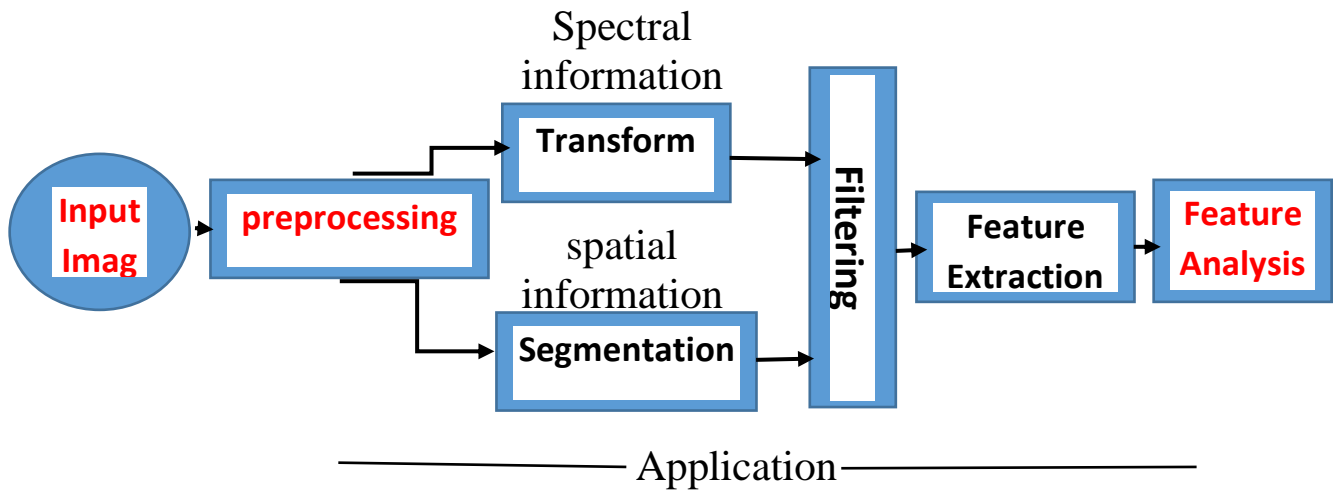 Spectral
information
Transform
Input
Imag
preprocessing
spatial
information
Segmentation
Filtering
Feature
Extraction
Feature
Analysis
Application